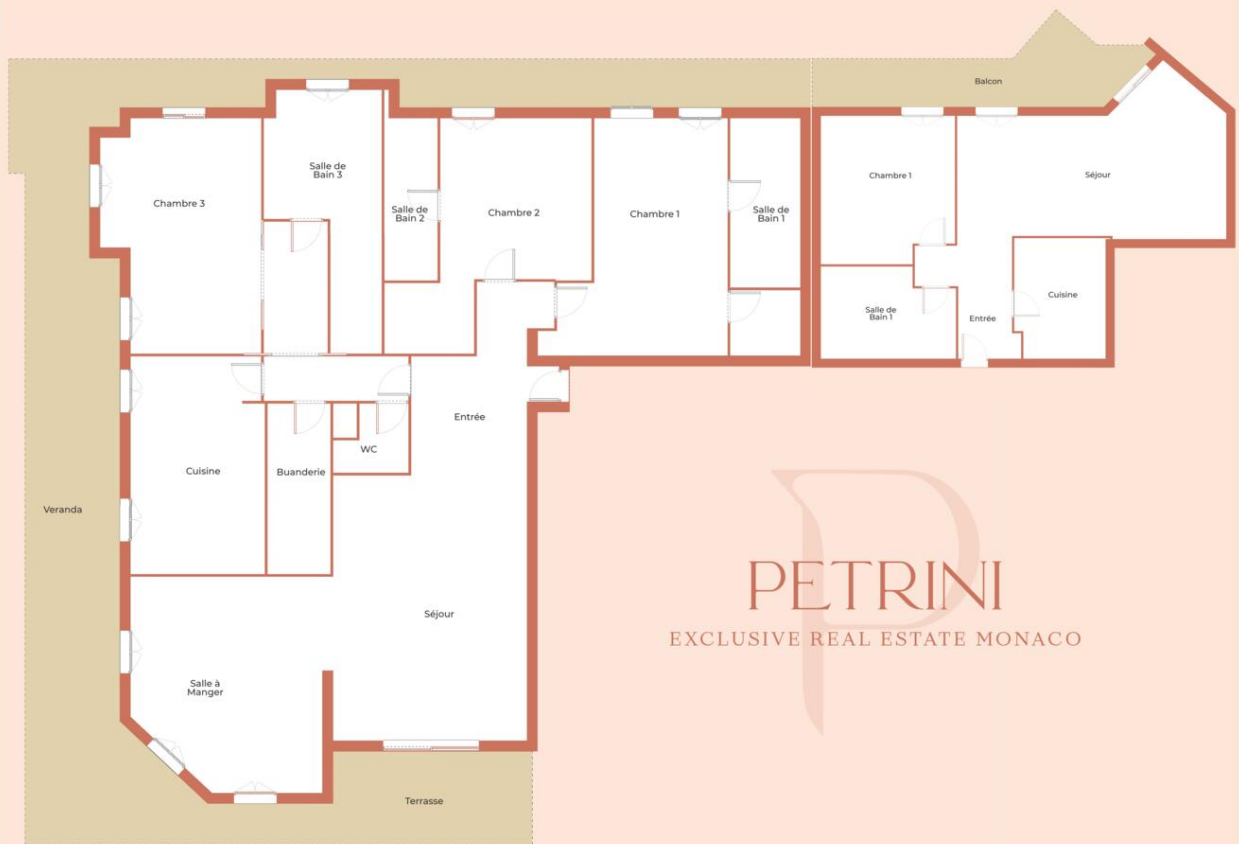 Balcon
Salle de
Bain 3
Chambre 3
Salle de
Bain 2
Chambre 2
Chambre 1
Salle de
Bain 1
Chambre 1
Séjour
Salle de
Bain 1
Entrée
Cuisine
Entrée
WC
Cuisine
Buanderie
Veranda
Séjour
Salle à
Manger
Terrasse
P
PETRINI
EXCLUSIVE REAL ESTATE MONACO